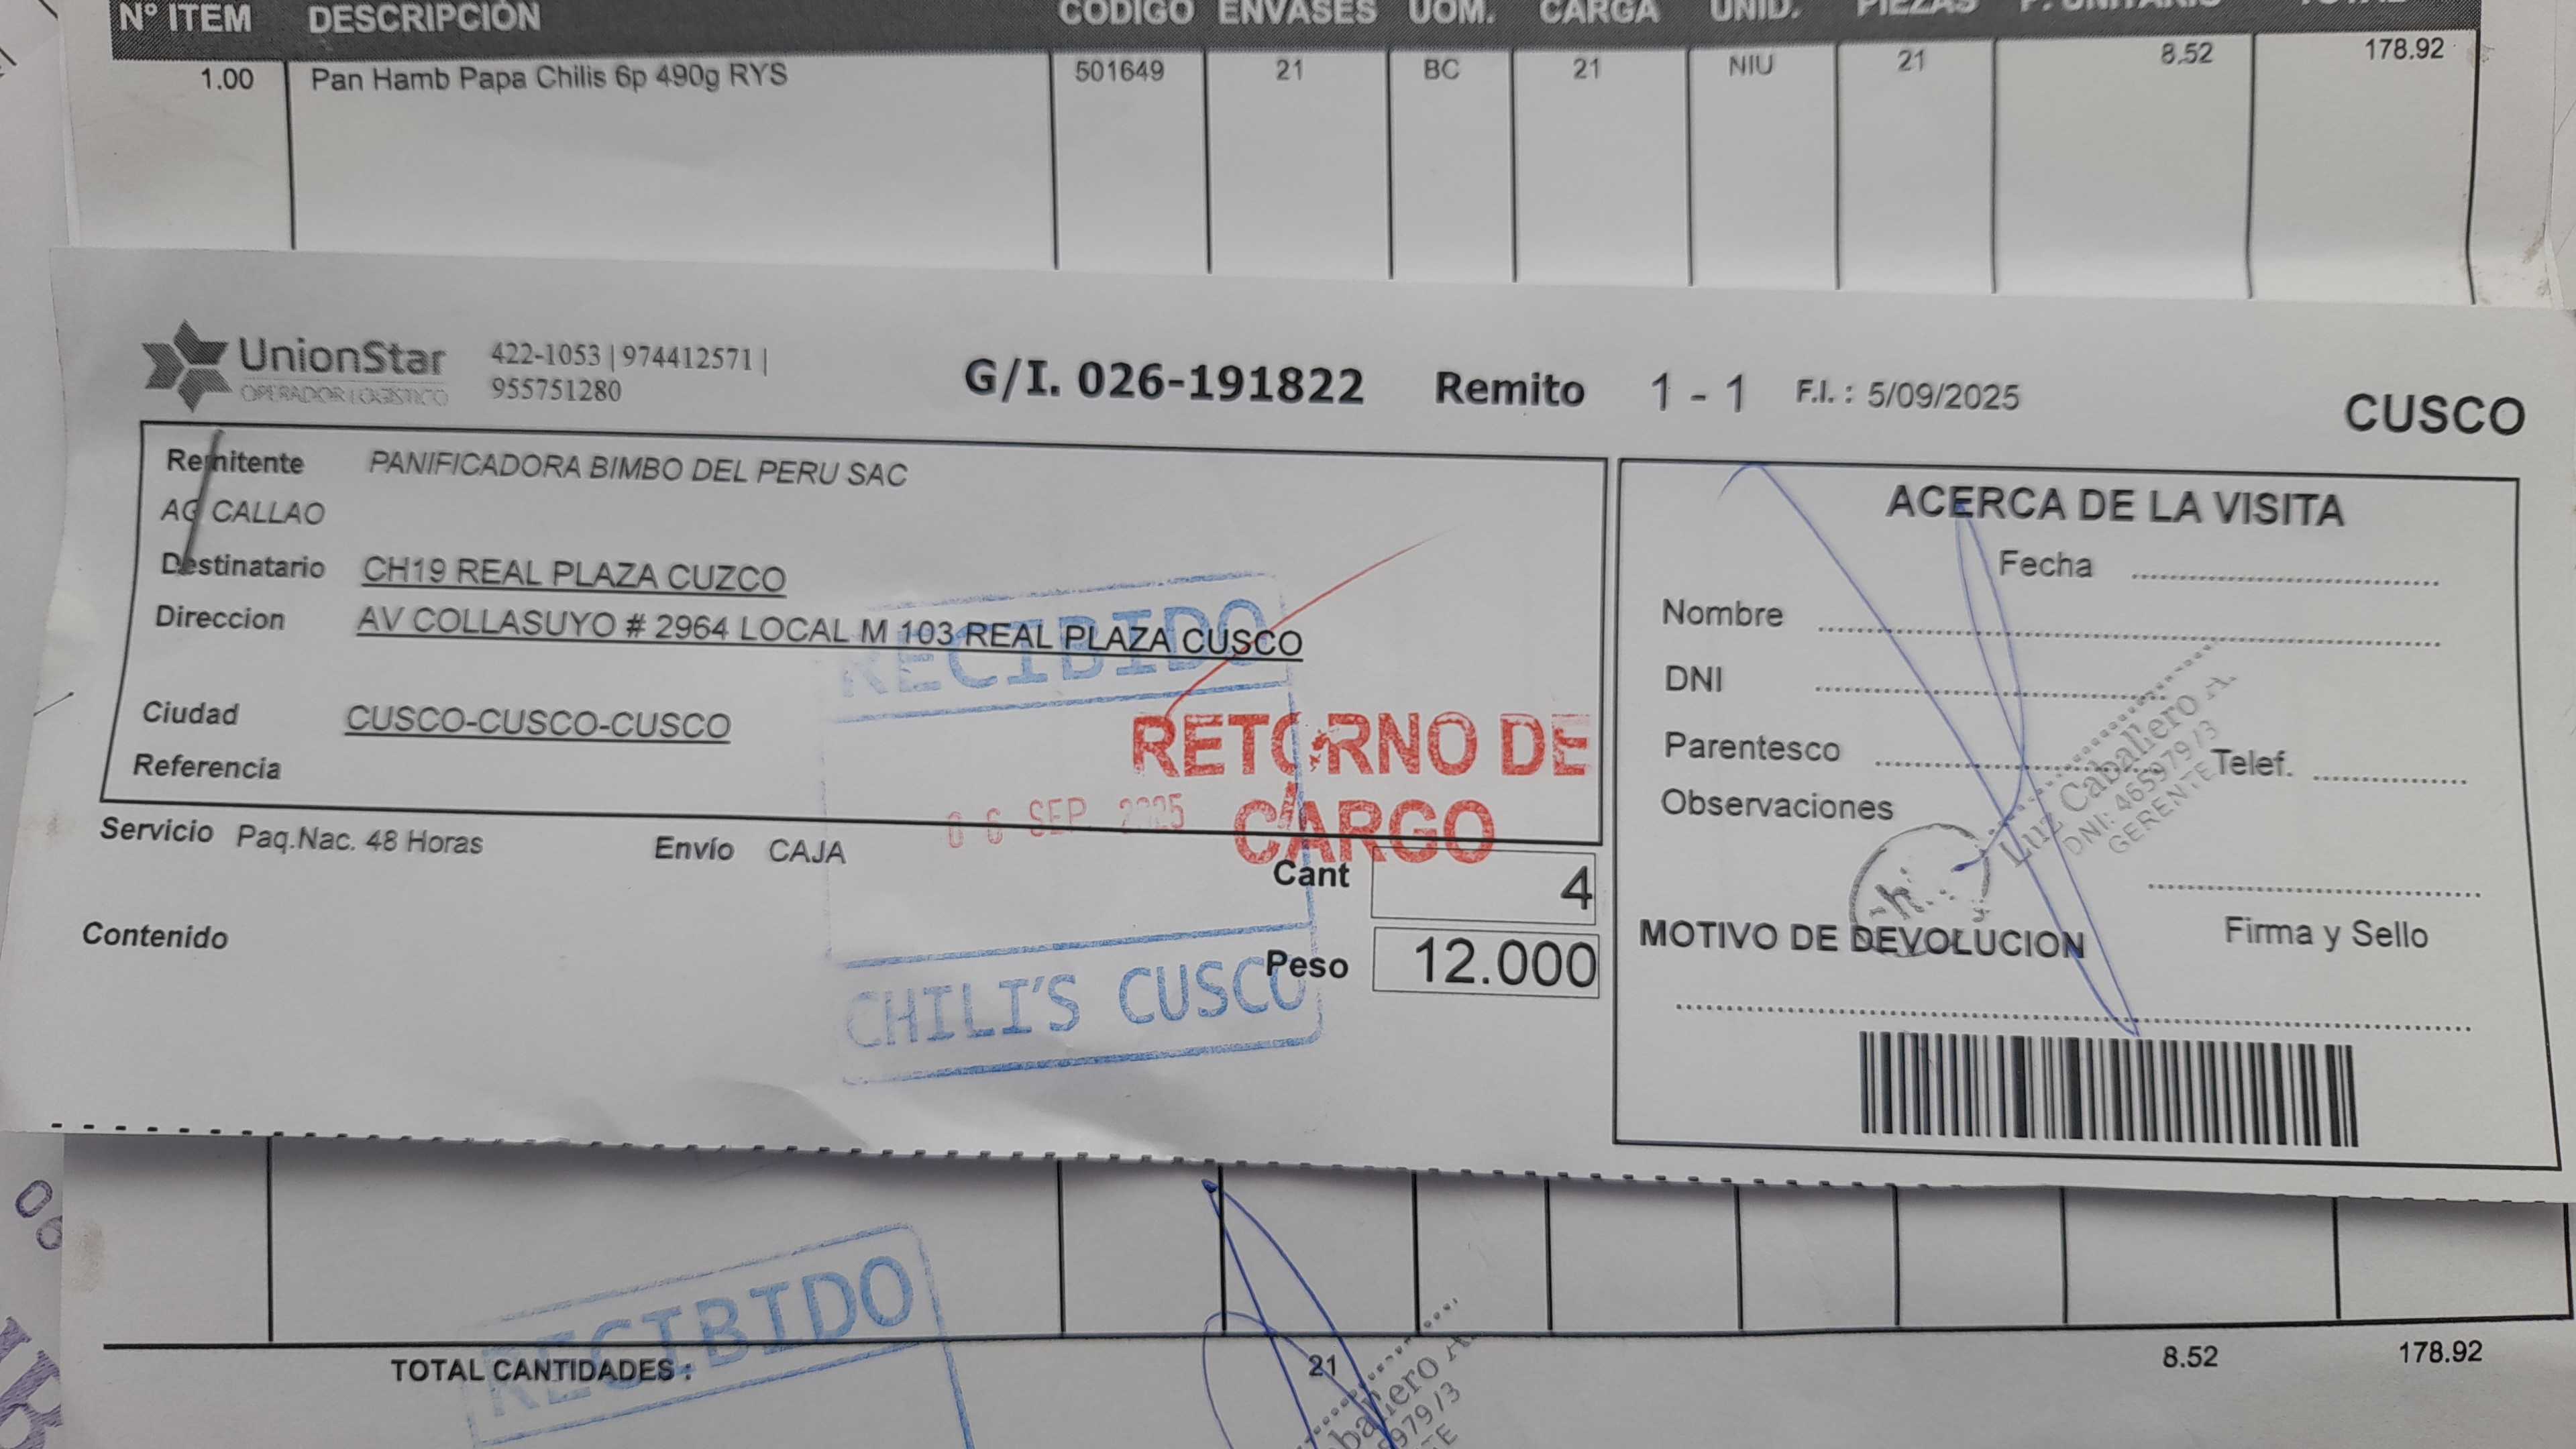 N° ITEM DESCRIPCIÓN CODIGO ENVASES UOM. CARGA UNID. PIEZAS P. UNITARIO
1.00 Pan Hamb Papa Chilis 6p 490g RYS 501649 21 BC 21 NIU 21 8.52 178.92
UnionStar
OPERADOR LOGISTICO
422-1053 | 974412571 |
955751280
G/I. 026-191822 Remito 1 - 1 F.I. : 5/09/2025
CUSCO
Remitente PANIFICADORA BIMBO DEL PERU SAC
AG CALLAO
Destinatario CH19 REAL PLAZA CUZCO
Direccion AV COLLASUYO # 2964 LOCAL M 103 REAL PLAZA CUSCO
Ciudad CUSCO-CUSCO-CUSCO
Referencia
RECIBIDO
06 SEP 2025
CHILI'S CUSCO
RETORNO DE
CARGO
Servicio Paq.Nac. 48 Horas Envío CAJA
Cant 4
Contenido
Peso 12.000
ACERCA DE LA VISITA
Fecha
Nombre
DNI
Parentesco Telef.
Observaciones
Luz Caballero A.
DNI: 465979/3
GERENTE
MOTIVO DE DEVOLUCION
Firma y Sello
RECIBIDO
TOTAL CANTIDADES : 21 8.52 178.92